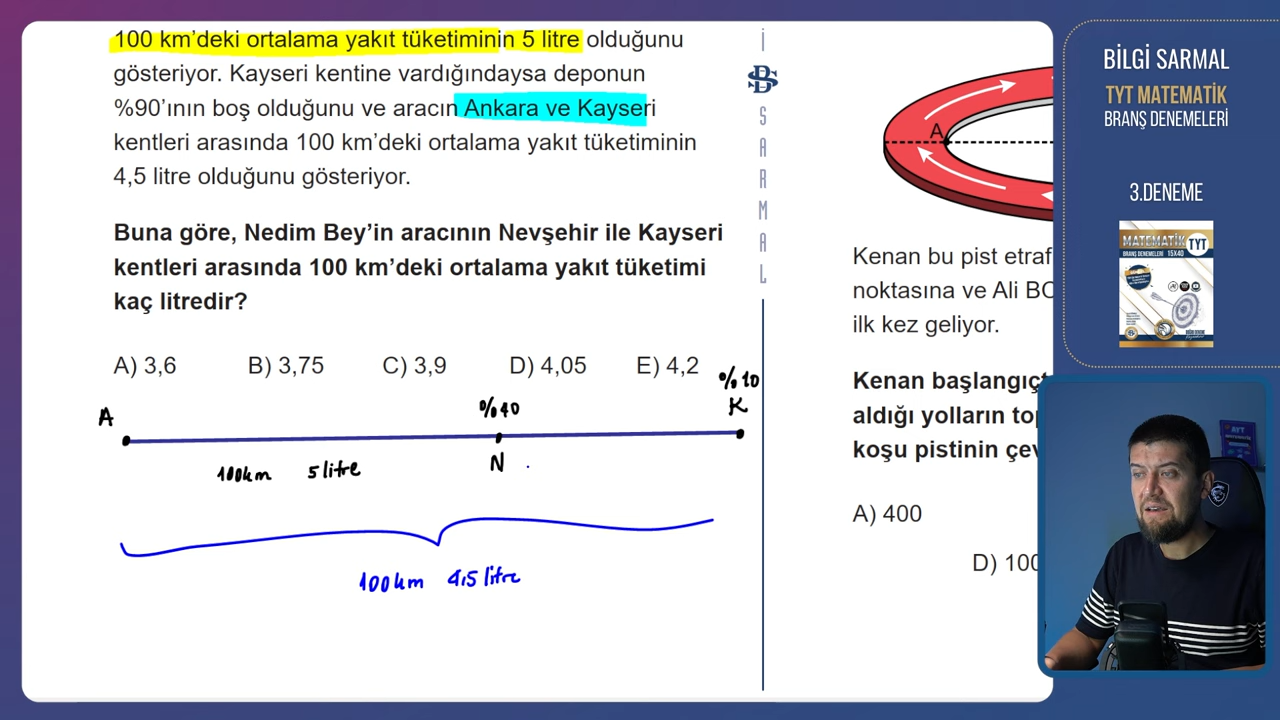 100 km’deki ortalama yakıt tüketiminin 5 litre olduğunu
gösteriyor. Kayseri kentine vardığındaysa deponun
%90’ının boş olduğunu ve aracın Ankara ve Kayseri
kentleri arasında 100 km’deki ortalama yakıt tüketiminin
4,5 litre olduğunu gösteriyor.
Buna göre, Nedim Bey’in aracının Nevşehir ile Kayseri
kentleri arasında 100 km’deki ortalama yakıt tüketimi
kaç litredir?
A) 3,6 B) 3,75 C) 3,9 D) 4,05 E) 4,2
%10
A %40 K
100km 5 litre N
100km 4,5 litre
İ
S
A
R
M
A
L
A
Kenan bu pist etraf
noktasına ve Ali BC
ilk kez geliyor.
Kenan başlangıçt
aldığı yolların top
koşu pistinin çev
A) 400
D) 100
BİLGİ SARMAL
TYT MATEMATİK
BRANŞ DENEMELERİ
3.DENEME
MATEMATİK TYT
BRANŞ DENEMELERİ 15X40
AYT